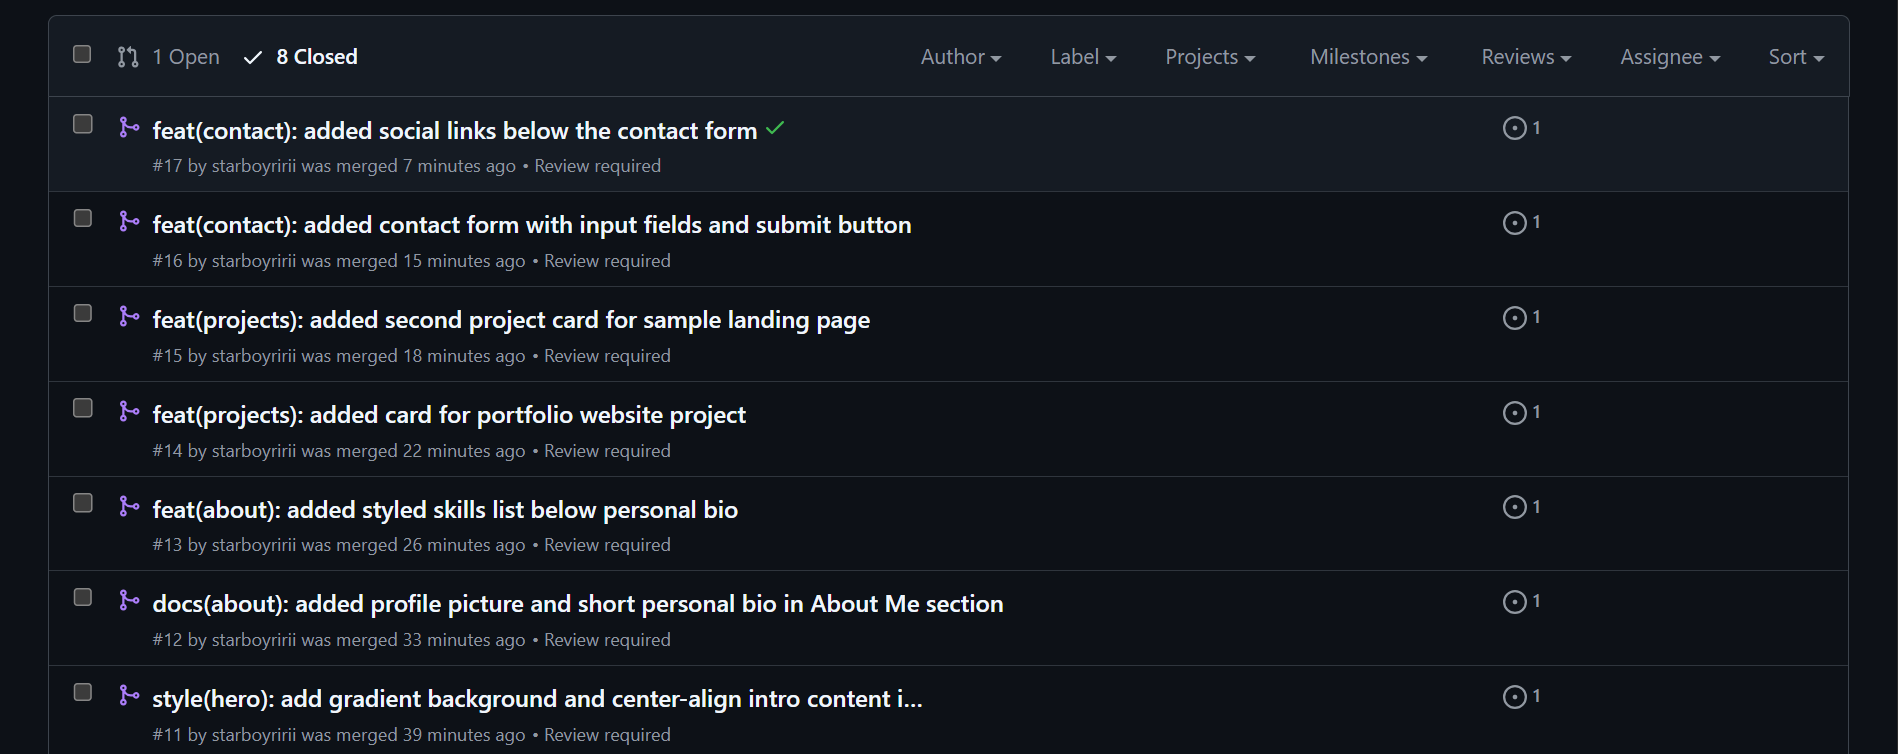 1 Open 8 Closed Author Label Projects Milestones Reviews Assignee Sort
feat(contact): added social links below the contact form 1
#17 by starboyririi was merged 7 minutes ago • Review required
feat(contact): added contact form with input fields and submit button 1
#16 by starboyririi was merged 15 minutes ago • Review required
feat(projects): added second project card for sample landing page 1
#15 by starboyririi was merged 18 minutes ago • Review required
feat(projects): added card for portfolio website project 1
#14 by starboyririi was merged 22 minutes ago • Review required
feat(about): added styled skills list below personal bio 1
#13 by starboyririi was merged 26 minutes ago • Review required
docs(about): added profile picture and short personal bio in About Me section 1
#12 by starboyririi was merged 33 minutes ago • Review required
style(hero): add gradient background and center-align intro content i... 1
#11 by starboyririi was merged 39 minutes ago • Review required